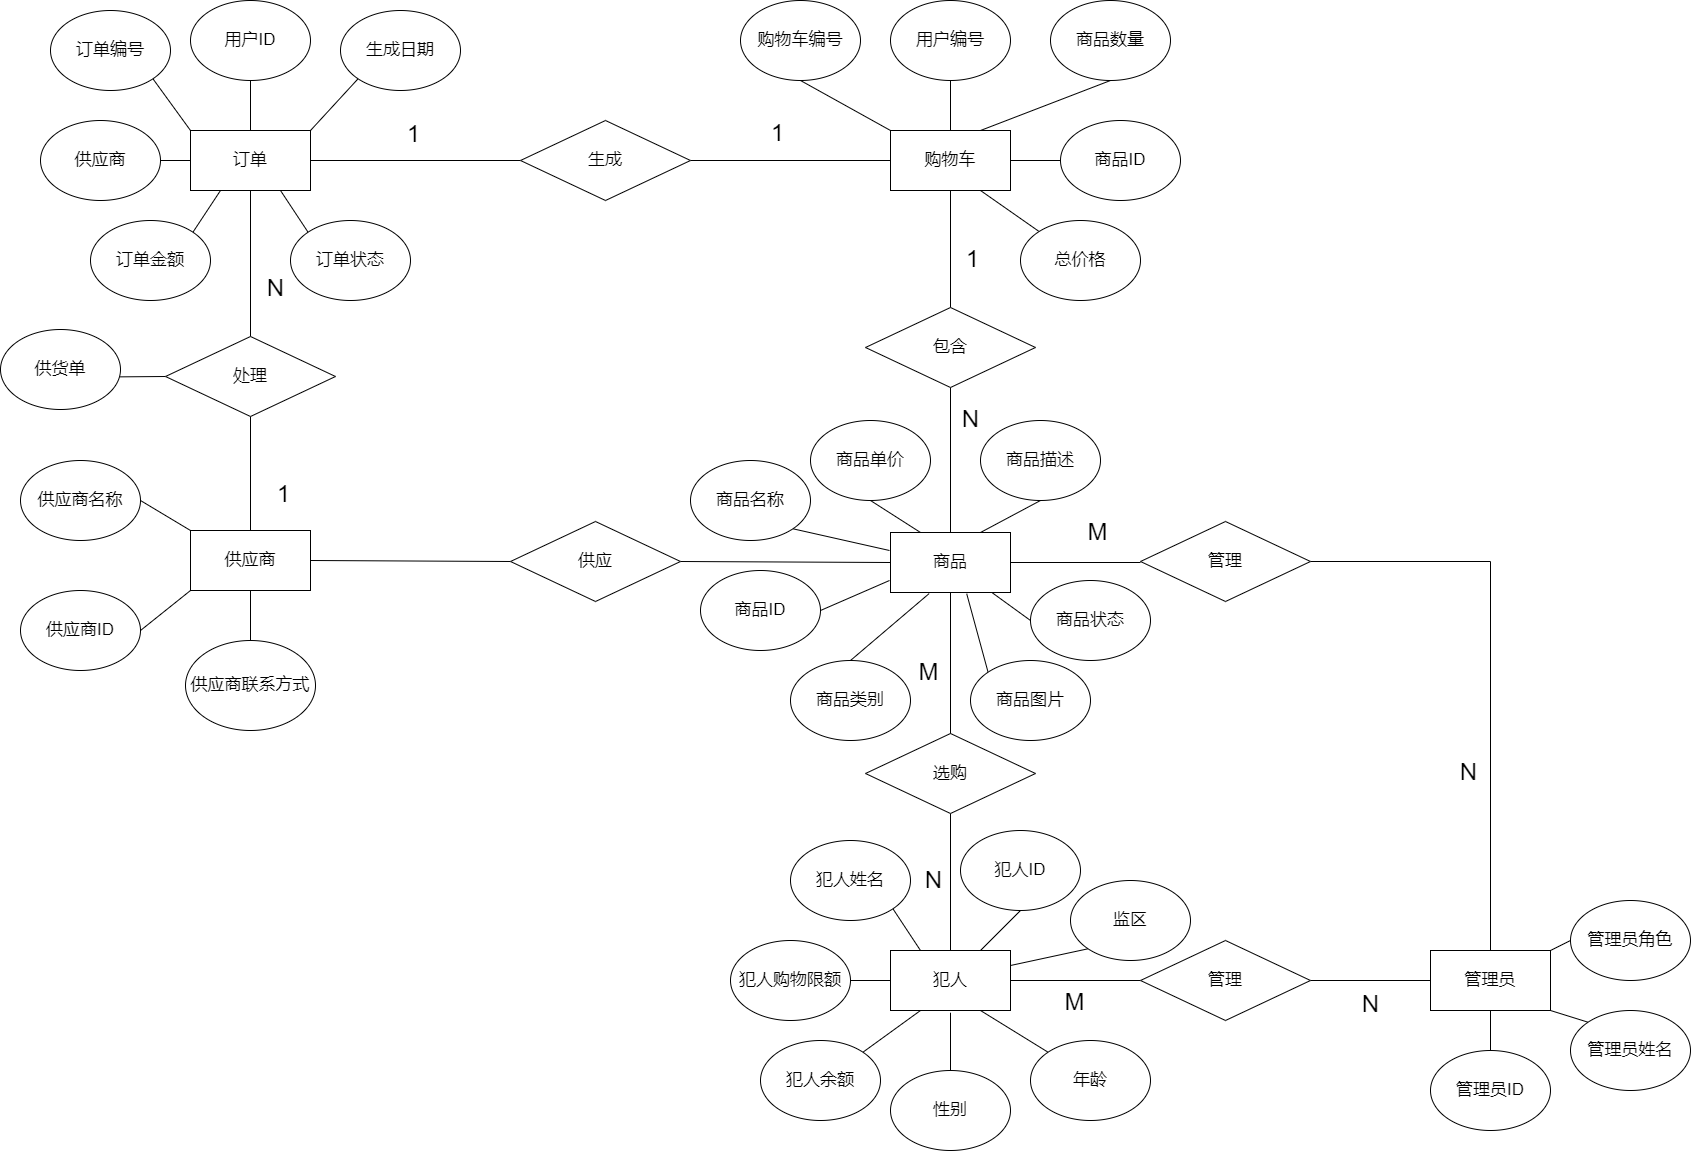 订单编号
用户ID
生成日期
购物车编号
用户编号
商品数量
1
1
供应商
订单
生成
购物车
商品ID
订单金额
订单状态
总价格
N
1
供货单
处理
包含
N
商品单价
商品描述
供应商名称
1
商品名称
M
供应商
供应
商品
管理
商品ID
商品状态
供应商ID
供应商联系方式
M
商品类别
商品图片
选购
N
犯人姓名
N
犯人ID
监区
管理员角色
犯人购物限额
犯人
管理
管理员
M
N
管理员姓名
犯人余额
性别
年龄
管理员ID